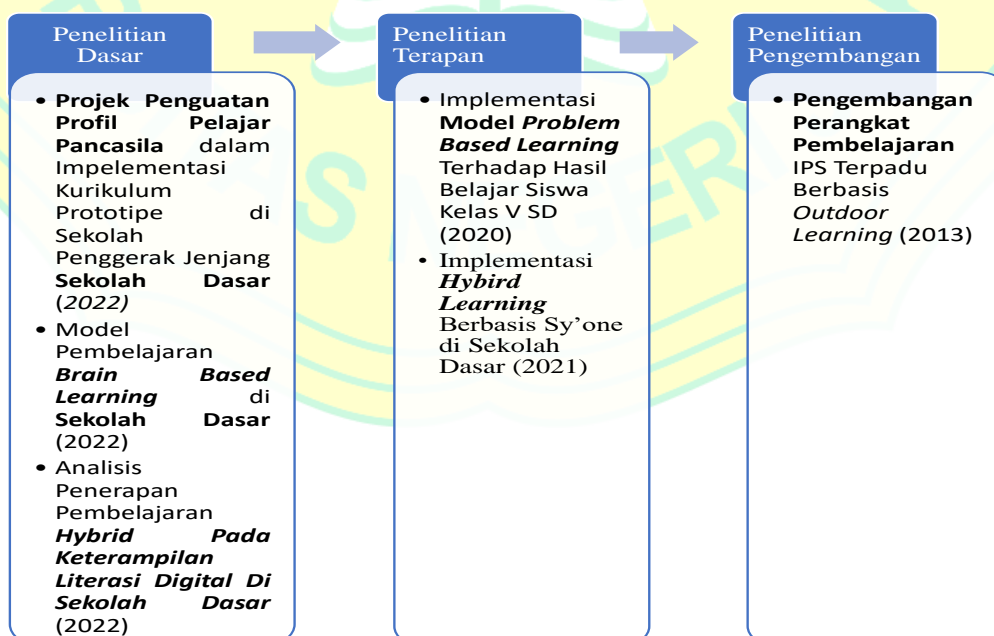 Penelitian
Dasar
• Projek Penguatan
Profil Pelajar
Pancasila dalam
Impelementasi
Kurikulum
Prototipe di
Sekolah
Penggerak Jenjang
Sekolah Dasar
(2022)
• Model
Pembelajaran
Brain Based
Learning di
Sekolah Dasar
(2022)
• Analisis
Penerapan
Pembelajaran
Hybrid Pada
Keterampilan
Literasi Digital Di
Sekolah Dasar
(2022)
Penelitian
Terapan
• Implementasi
Model Problem
Based Learning
Terhadap Hasil
Belajar Siswa
Kelas V SD
(2020)
• Implementasi
Hybird
Learning
Berbasis Sy’one
di Sekolah
Dasar (2021)
Penelitian
Pengembangan
• Pengembangan
Perangkat
Pembelajaran
IPS Terpadu
Berbasis
Outdoor
Learning (2013)